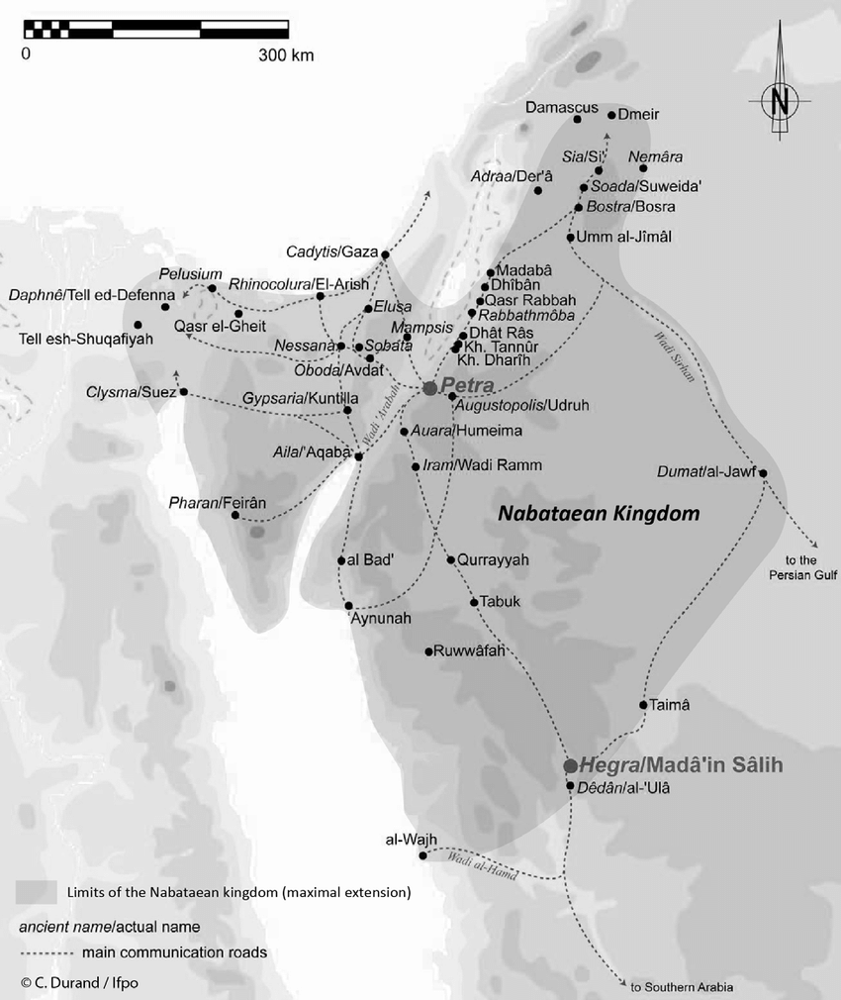 0
300 km
N
Damascus
Dmeir
Sia/Si'
Nemâra
Adraa/Der'â
Soada/Suweida'
Bostra/Bosra
Umm al-Jîmâl
Cadytis/Gaza
Pelusium
Rhinocolura/El-Arish
Madabâ
Dhîbân
Daphnê/Tell ed-Defenna
Elusa
Qasr Rabbah
Rabbathmôba
Qasr el-Gheit
Mampsis
Tell esh-Shuqafiyah
Dhât Râs
Nessana
Sobata
Kh. Tannûr
Kh. Dharîh
Oboda/Avdat
Wadi Sirhan
Petra
Clysma/Suez
Gypsaria/Kuntilla
Augustopolis/Udruh
Wadi 'Arabah
Auara/Humeima
Aila/'Aqaba
Iram/Wadi Ramm
Dumat/al-Jawf
Pharan/Feirân
Nabataean Kingdom
al Bad'
Qurrayyah
to the
Persian Gulf
Tabuk
Aynunah
Ruwwâfah
Taimâ
Hegra/Madâ'in Sâlih
Dédân/al-'Ulâ
al-Wajh
Wadi al-Hamd
Limits of the Nabataean kingdom (maximal extension)
ancient name/actual name
main communication roads
© C. Durand / Ifpo
to Southern Arabia